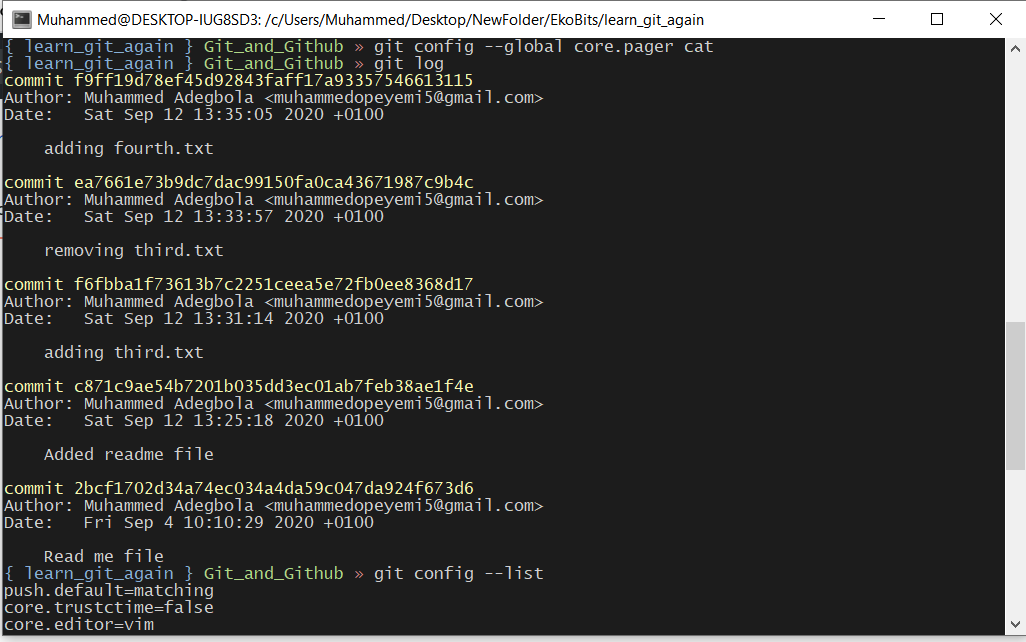 Muhammed@DESKTOP-IUG8SD3: /c/Users/Muhammed/Desktop/NewFolder/EkoBits/learn_git_again
{ learn_git_again } Git_and_Github » git config --global core.pager cat
{ learn_git_again } Git_and_Github » git log
commit f9ff19d78ef45d92843faff17a93357546613115
Author: Muhammed Adegbola <muhammedopeyemi5@gmail.com>
Date:   Sat Sep 12 13:35:05 2020 +0100
    adding fourth.txt
commit ea7661e73b9dc7dac99150fa0ca43671987c9b4c
Author: Muhammed Adegbola <muhammedopeyemi5@gmail.com>
Date:   Sat Sep 12 13:33:57 2020 +0100
    removing third.txt
commit f6fbba1f73613b7c2251ceea5e72fb0ee8368d17
Author: Muhammed Adegbola <muhammedopeyemi5@gmail.com>
Date:   Sat Sep 12 13:31:14 2020 +0100
    adding third.txt
commit c871c9ae54b7201b035dd3ec01ab7feb38ae1f4e
Author: Muhammed Adegbola <muhammedopeyemi5@gmail.com>
Date:   Sat Sep 12 13:25:18 2020 +0100
    Added readme file
commit 2bcf1702d34a74ec034a4da59c047da924f673d6
Author: Muhammed Adegbola <muhammedopeyemi5@gmail.com>
Date:   Fri Sep 4 10:10:29 2020 +0100
    Read me file
{ learn_git_again } Git_and_Github » git config --list
push.default=matching
core.trustctime=false
core.editor=vim